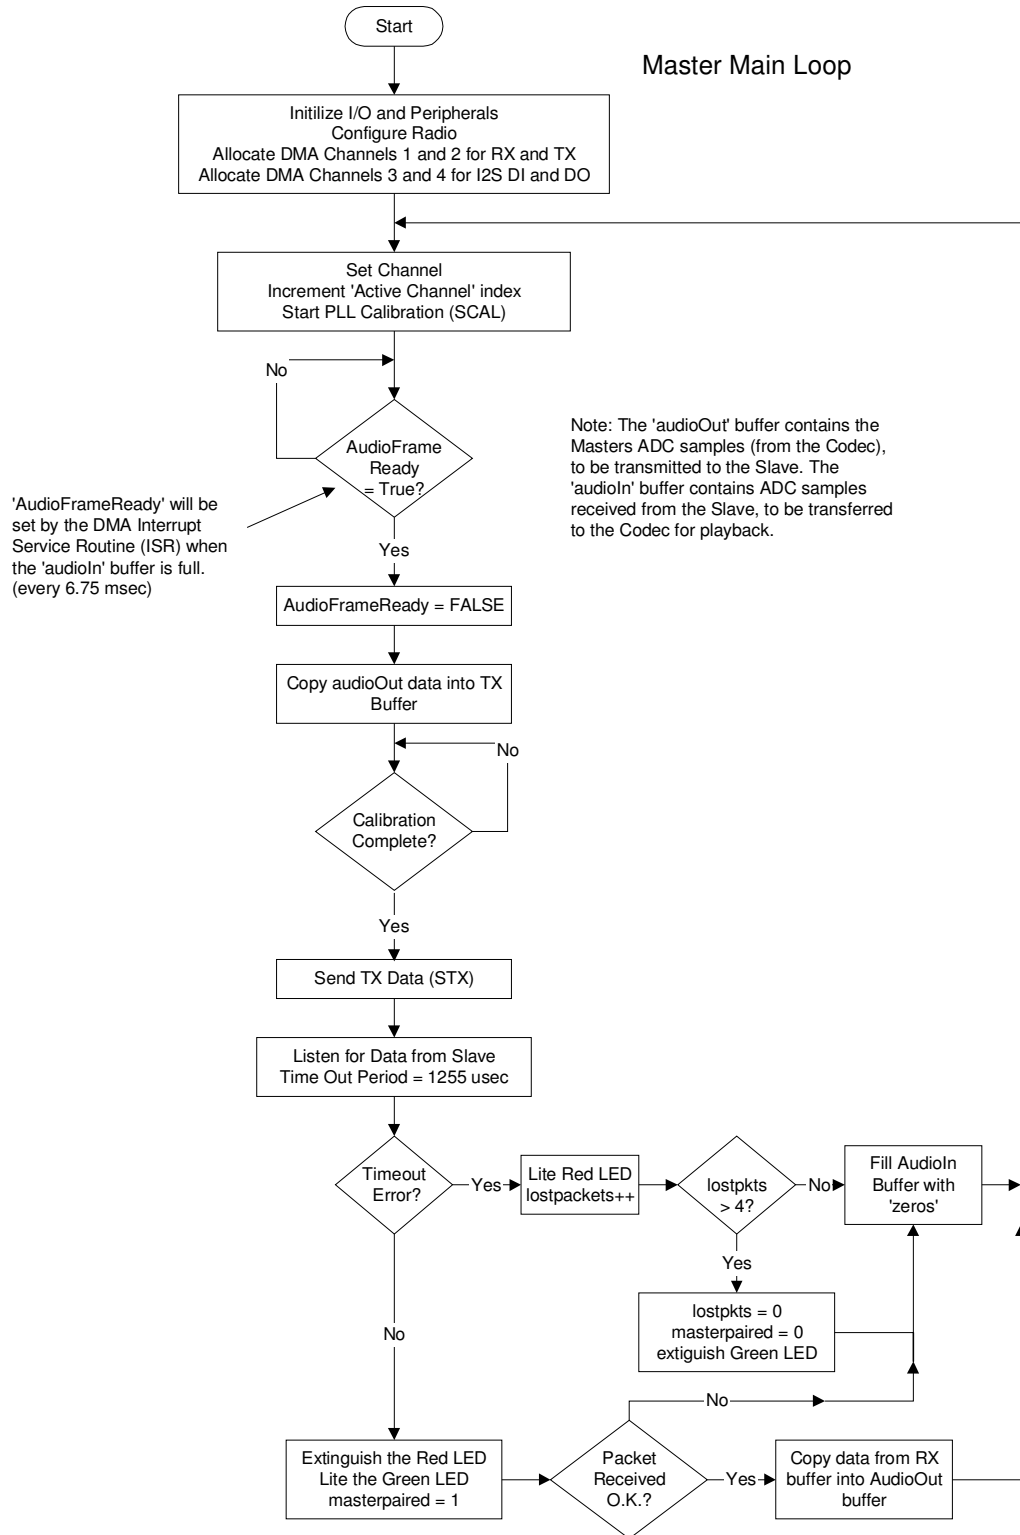 Start
Master Main Loop
Initilize I/O and Peripherals
Configure Radio
Allocate DMA Channels 1 and 2 for RX and TX
Allocate DMA Channels 3 and 4 for I2S DI and DO
Set Channel
Increment 'Active Channel' index
Start PLL Calibration (SCAL)
No
AudioFrame
Ready
= True?
Note: The 'audioOut' buffer contains the
Masters ADC samples (from the Codec),
to be transmitted to the Slave. The
'audioIn' buffer contains ADC samples
received from the Slave, to be transferred
to the Codec for playback.
'AudioFrameReady' will be
set by the DMA Interrupt
Service Routine (ISR) when
the 'audioIn' buffer is full.
(every 6.75 msec)
Yes
AudioFrameReady = FALSE
Copy audioOut data into TX
Buffer
No
Calibration
Complete?
Yes
Send TX Data (STX)
Listen for Data from Slave
Time Out Period = 1255 usec
Timeout
Error?
Yes
Lite Red LED
lostpackets++
lostpkts
> 4?
No
Fill AudioIn
Buffer with
'zeros'
Yes
lostpkts = 0
masterpaired = 0
extiguish Green LED
No
No
Extinguish the Red LED
Lite the Green LED
masterpaired = 1
Packet
Received
O.K.?
Yes
Copy data from RX
buffer into AudioOut
buffer